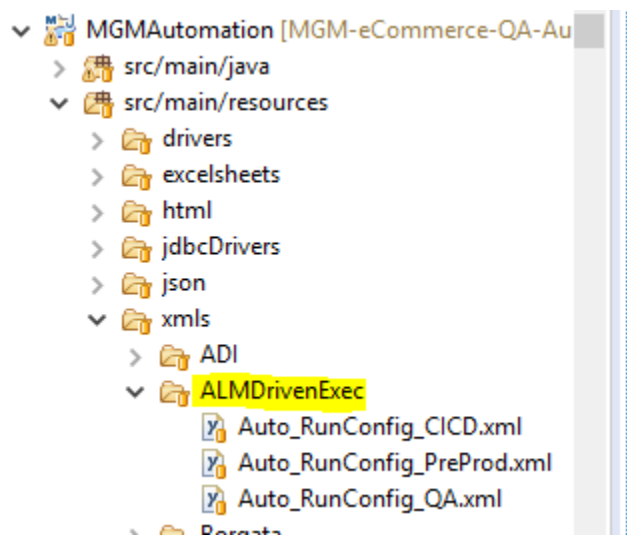 MGMAutomation [MGM-eCommerce-QA-Au
src/main/java
src/main/resources
drivers
excelsheets
html
jdbcDrivers
json
xmls
ADI
ALMDrivenExec
Auto_RunConfig_CICD.xml
Auto_RunConfig_PreProd.xml
Auto_RunConfig_QA.xml